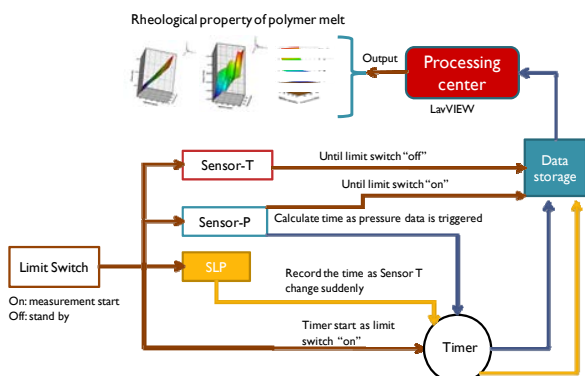 Rheological property of polymer melt
Output
Processing
center
LavVIEW
Sensor-T
Until limit switch "off"
Data
storage
Until limit switch "on"
Sensor-P
Calculate time as pressure data is triggered
Limit Switch
SLP
On: measurement start
Off: stand by
Record the time as Sensor T
change suddenly
Timer start as limit
switch "on"
Timer